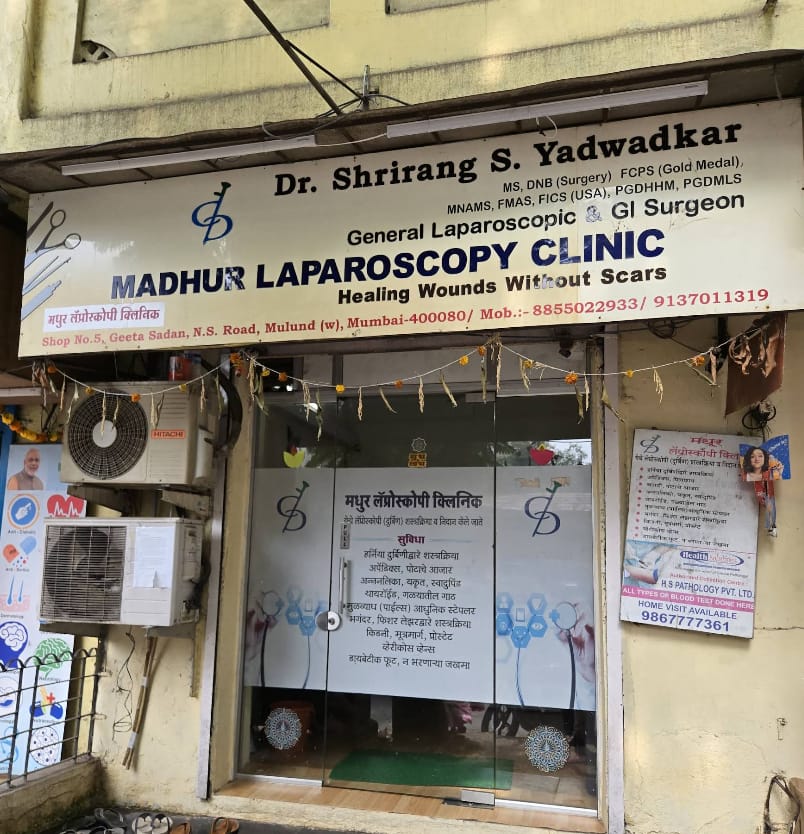 Dr. Shrirang S. Yadwadkar
MS, DNB (Surgery) FCPS (Gold Medal),
MNAMS, FMAS, FICS (USA), PGDHHM, PGDMLS
General Laparoscopic & GI Surgeon
MADHUR LAPAROSCOPY CLINIC
Healing Wounds Without Scars
मधुर लॅप्रोस्कोपी क्लिनिक
Shop No.5, Geeta Sadan, N.S. Road, Mulund (w), Mumbai-400080/ Mob.:- 8855022933/ 9137011319
HITACHI
मधुर लॅप्रोस्कोपी क्लिनिक
येथे लॅप्रोस्कोपी (दुर्बिण) शस्त्रक्रिया व निदान केले जाते
सुविधा
हर्निया दुर्बिणीद्वारे शस्त्रक्रिया
अपेंडिक्स, पोटाचे आजार
अन्ननलिका, यकृत, स्वादुपिंड
थायरॉईड, गळ्यातील गाठ
मुळव्याध (पाईल्स) आधुनिक स्टेपलर
भगंदर, फिशर लेझरद्वारे शस्त्रक्रिया
किडनी, मूत्रमार्ग, प्रोस्टेट
व्हेरीकोस व्हेन्स
डायबेटीक फूट, न भरणाऱ्या जखमा
PULL
मधुर
लॅप्रोस्कोपी
Health
H.S PATHOLOGY PVT. LTD.
ALL TYPES OF BLOOD TEST DONE HERE
HOME VISIT AVAILABLE
9867777361